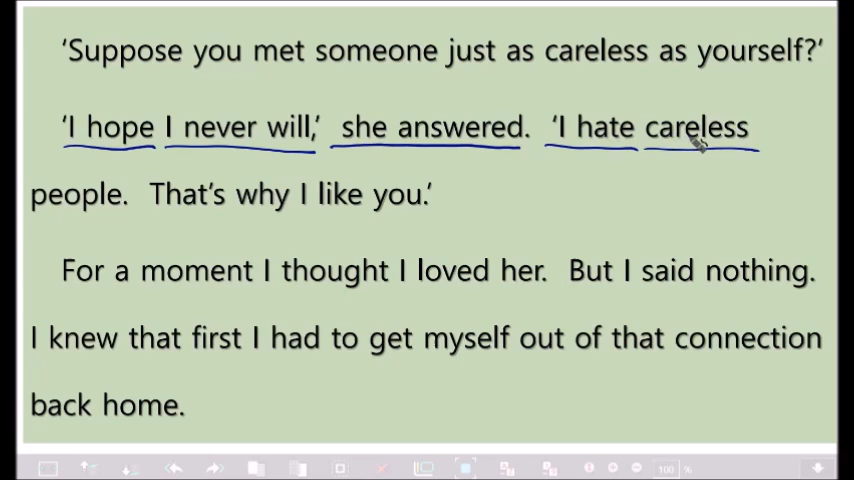 ‘Suppose you met someone just as careless as yourself?’
‘I hope I never will,’ she answered. ‘I hate careless
people. That’s why I like you.’
For a moment I thought I loved her. But I said nothing.
I knew that first I had to get myself out of that connection
back home.
100 %